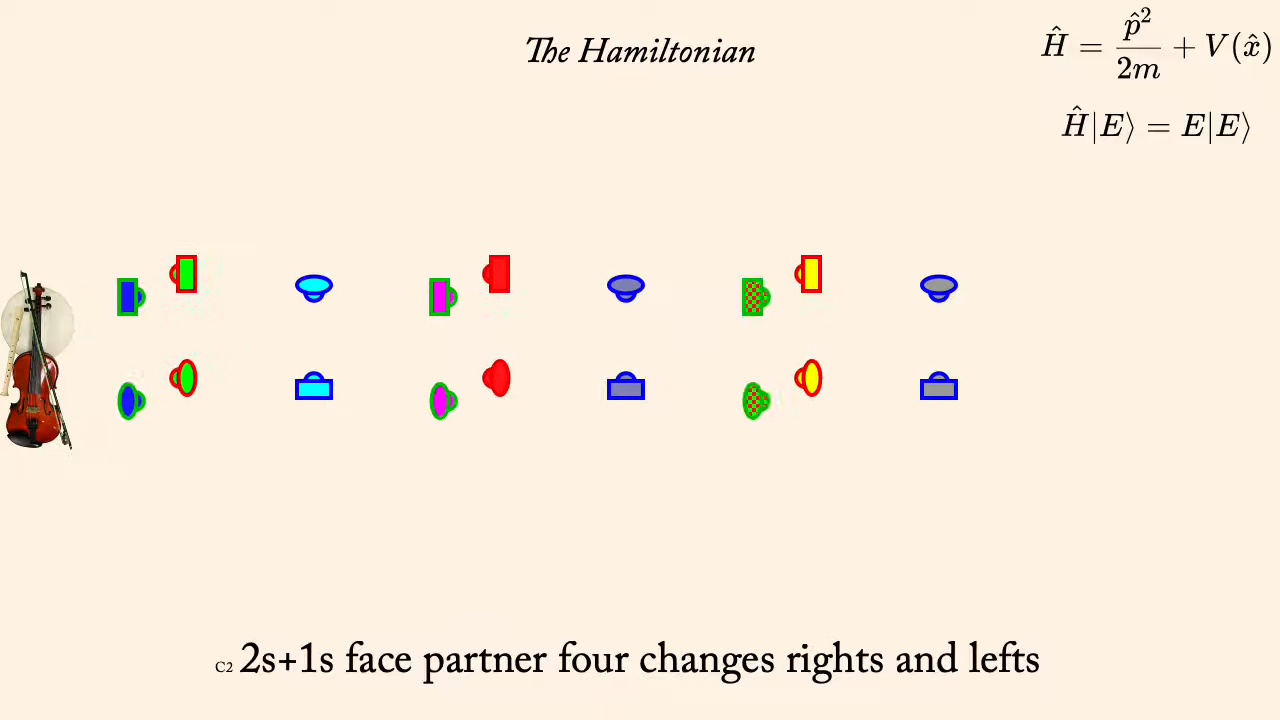 The Hamiltonian
Ĥ = p̂²/2m + V(x̂)
Ĥ|E⟩ = E|E⟩
C2 2s+1s face partner four changes rights and lefts